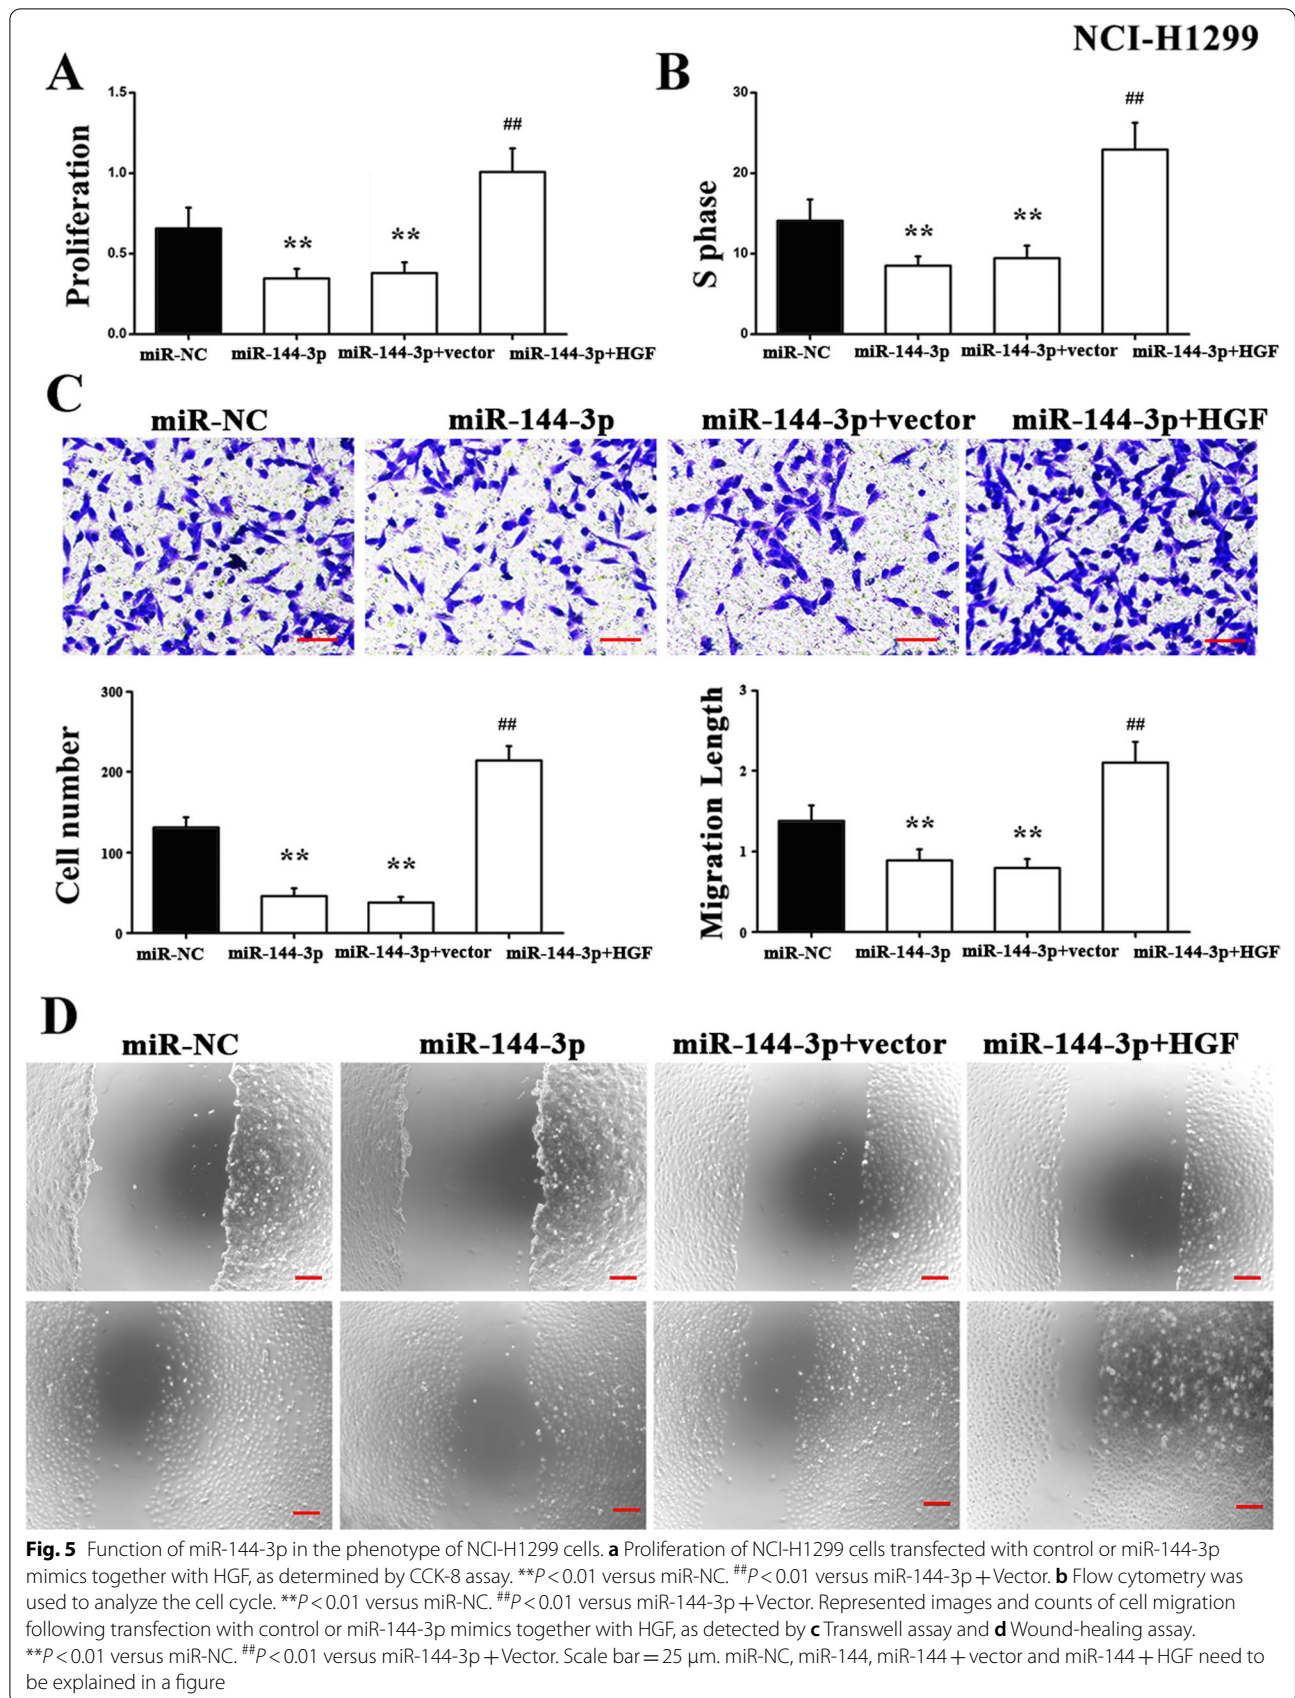 NCI-H1299
A
B
1.5
1.0
0.5
0.0
Proliferation
**
**
##
miR-NC
miR-144-3p
miR-144-3p+vector
miR-144-3p+HGF
30
20
10
0
S phase
**
**
##
miR-NC
miR-144-3p
miR-144-3p+vector
miR-144-3p+HGF
C
miR-NC
miR-144-3p
miR-144-3p+vector
miR-144-3p+HGF
300
200
100
0
Cell number
**
**
##
miR-NC
miR-144-3p
miR-144-3p+vector
miR-144-3p+HGF
3
2
1
0
Migration Length
**
**
##
miR-NC
miR-144-3p
miR-144-3p+vector
miR-144-3p+HGF
D
miR-NC
miR-144-3p
miR-144-3p+vector
miR-144-3p+HGF
Fig. 5 Function of miR-144-3p in the phenotype of NCI-H1299 cells. a Proliferation of NCI-H1299 cells transfected with control or miR-144-3p
mimics together with HGF, as determined by CCK-8 assay. **P < 0.01 versus miR-NC. ##P < 0.01 versus miR-144-3p + Vector. b Flow cytometry was
used to analyze the cell cycle. **P < 0.01 versus miR-NC. ##P < 0.01 versus miR-144-3p + Vector. Represented images and counts of cell migration
following transfection with control or miR-144-3p mimics together with HGF, as detected by c Transwell assay and d Wound-healing assay.
**P < 0.01 versus miR-NC. ##P < 0.01 versus miR-144-3p + Vector. Scale bar = 25 µm. miR-NC, miR-144, miR-144 + vector and miR-144 + HGF need to
be explained in a figure